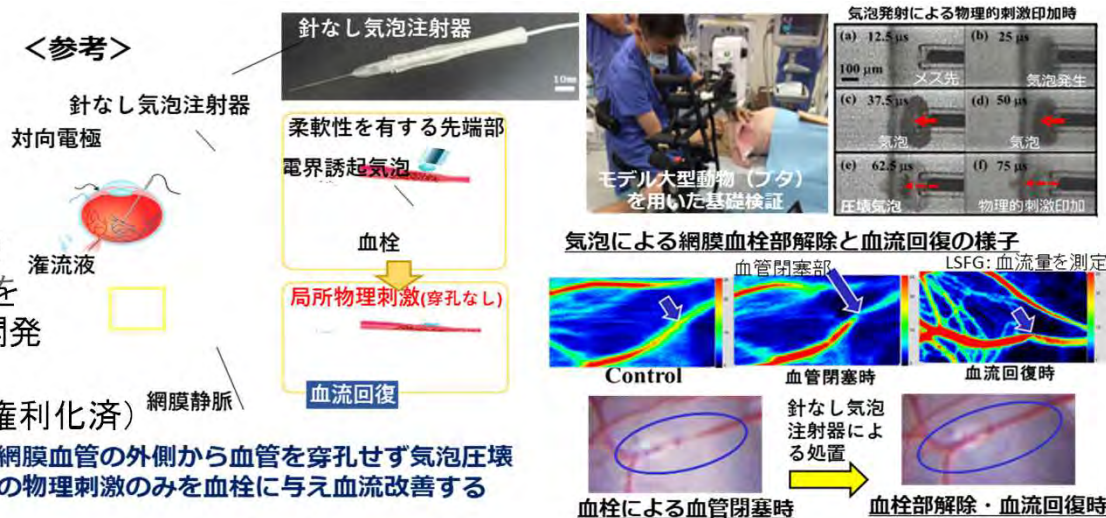 <参考>
針なし気泡注射器
10mm
針なし気泡注射器
対向電極
灌流液
を
開発
権利化済）
網膜静脈
柔軟性を有する先端部
電界誘起気泡
血栓
局所物理刺激(穿孔なし)
血流回復
網膜血管の外側から血管を穿孔せず気泡圧壊
の物理刺激のみを血栓に与え血流改善する
モデル大型動物（ブタ）
を用いた基礎検証
気泡発射による物理的刺激印加時
(a) 12.5 μs
100 μm
メス先
(b) 25 μs
気泡発生
(c) 37.5 μs
気泡
(d) 50 μs
気泡
(e) 62.5 μs
圧壊気泡
(f) 75 μs
物理的刺激印加
気泡による網膜血栓部解除と血流回復の様子
血管閉塞部
LSFG: 血流量を測定
Control
血管閉塞時
血流回復時
針なし気泡
注射器によ
る処置
血栓による血管閉塞時
血栓部解除・血流回復時